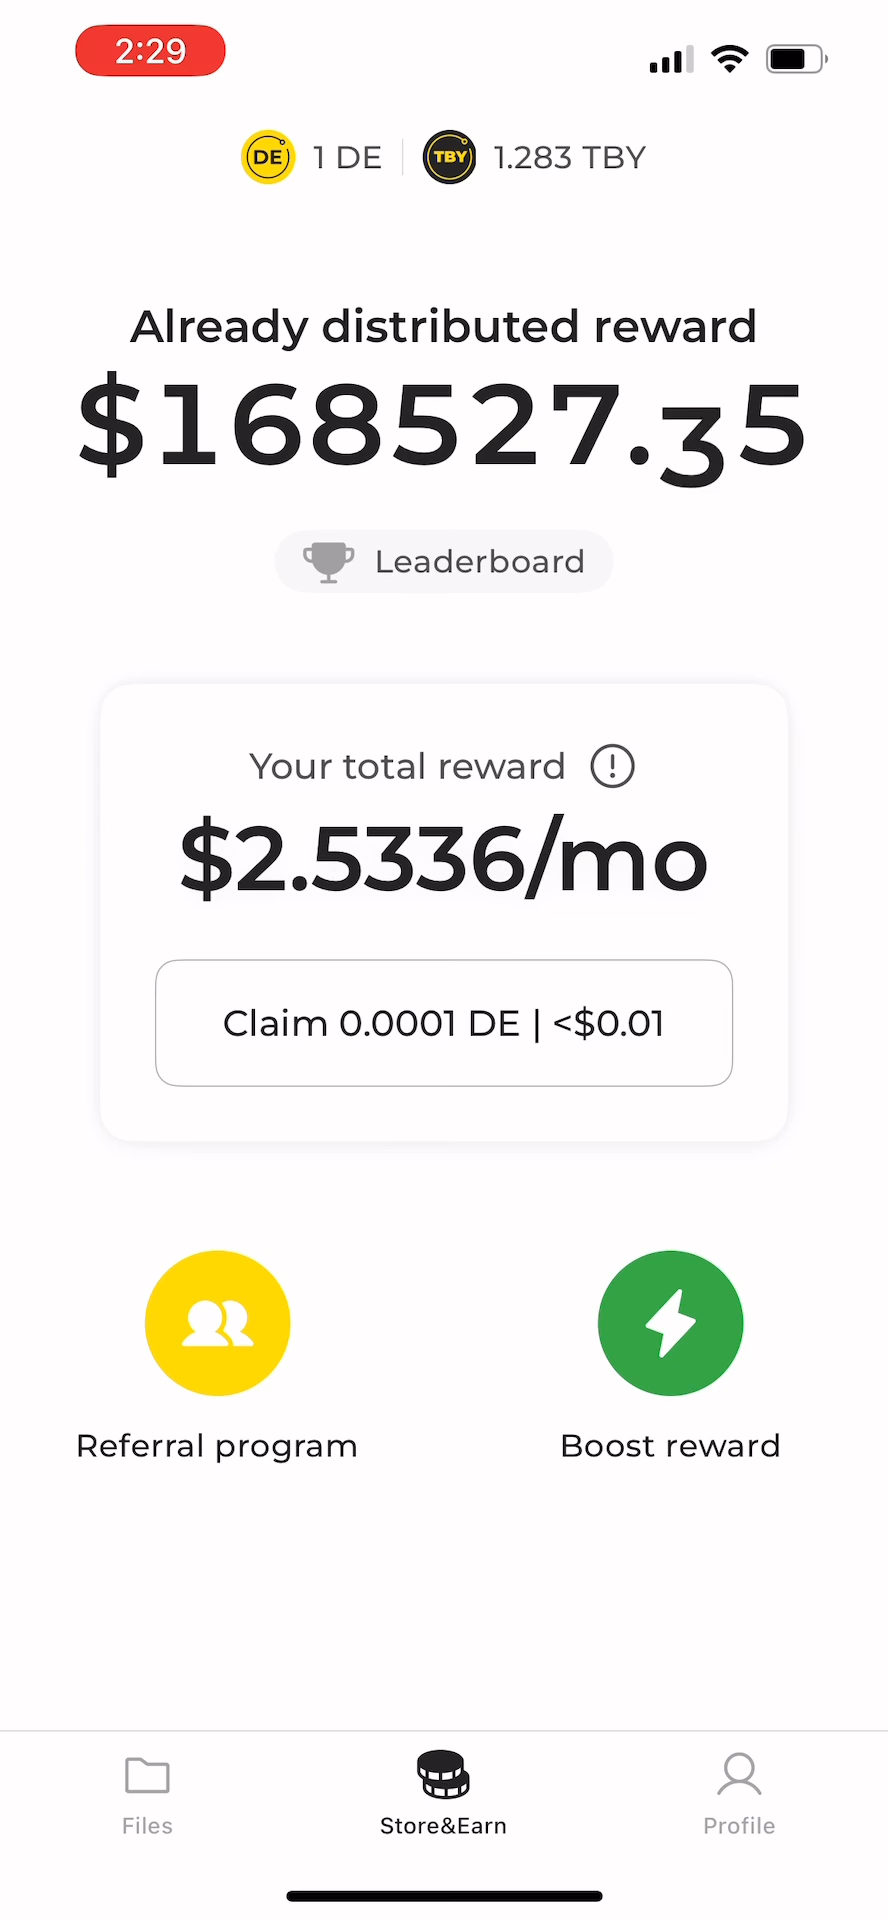 2:29
DE 1 DE TBY 1.283 TBY
Already distributed reward
$168527.35
Leaderboard
Your total reward
$2.5336/mo
Claim 0.0001 DE | <$0.01
Referral program Boost reward
Files Store&Earn Profile